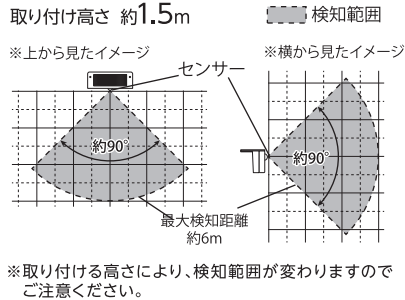 取り付け高さ 約1.5m
検知範囲
※上から見たイメージ
※横から見たイメージ
センサー
約90°
約90°
最大検知距離
約6m
※取り付ける高さにより、検知範囲が変わりますので
ご注意ください。